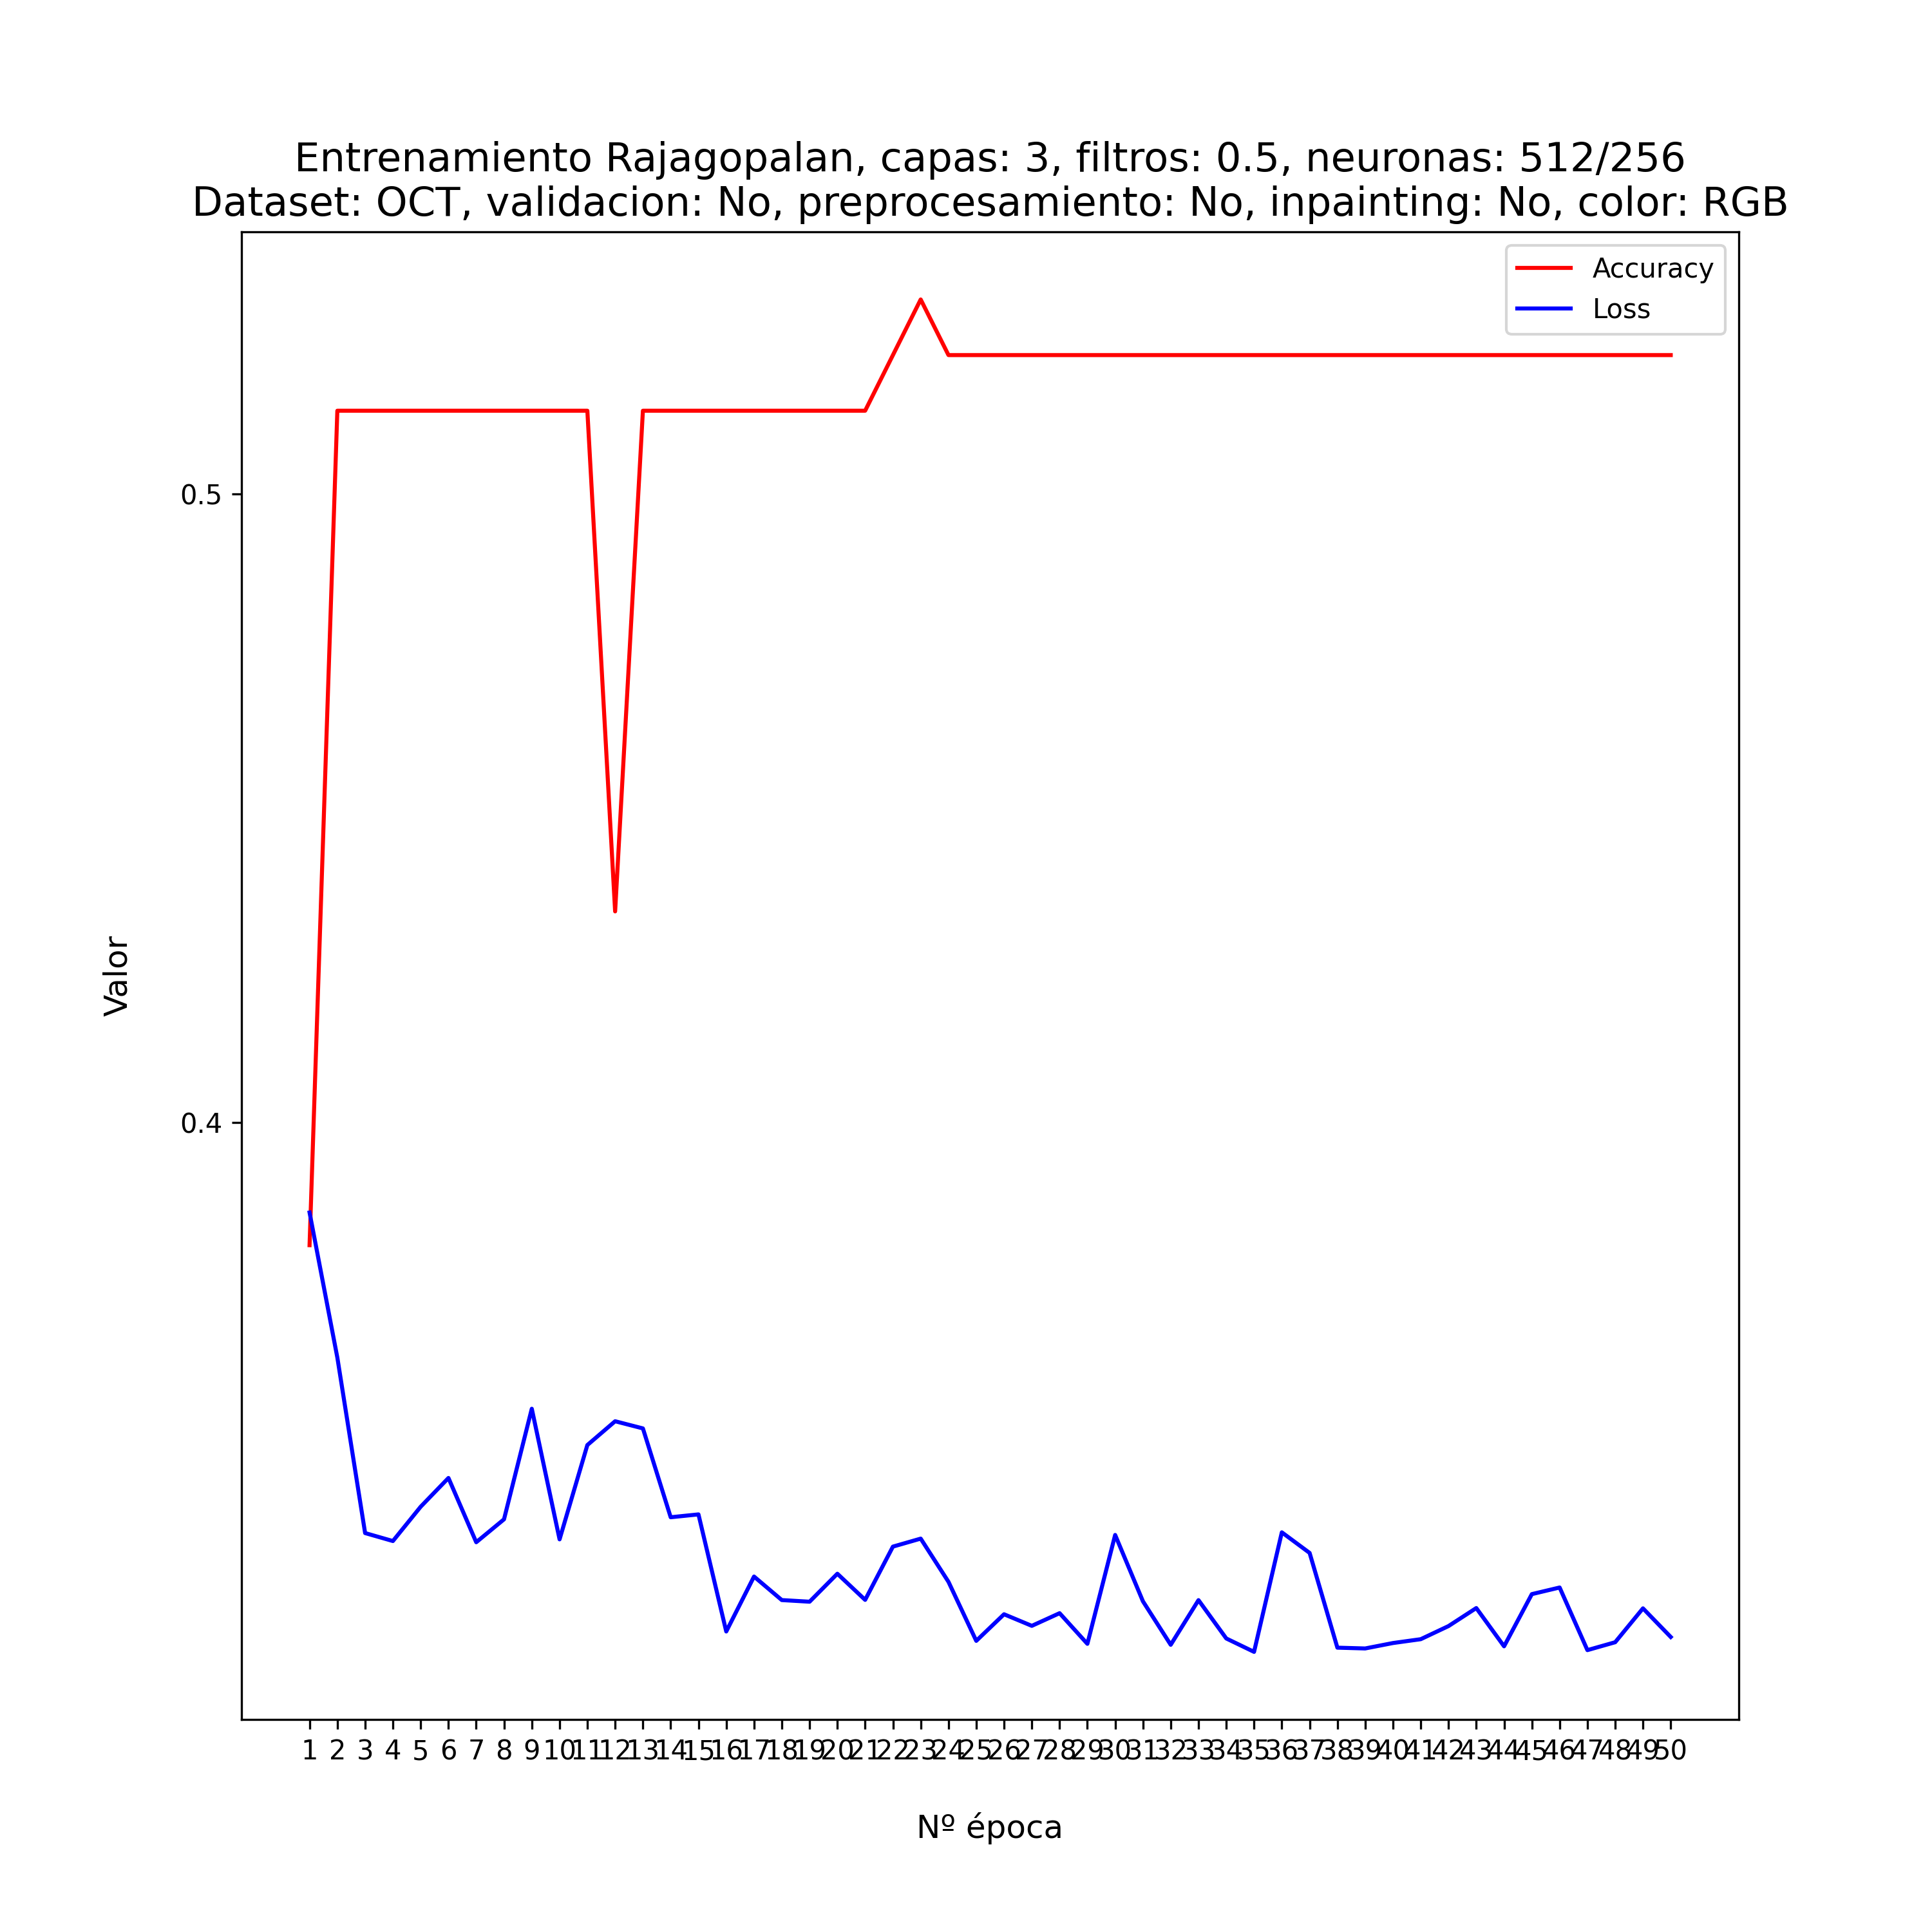 Entrenamiento Rajagopalan, capas: 3, filtros: 0.5, neuronas: 512/256
Dataset: OCT, validacion: No, preprocesamiento: No, inpainting: No, color: RGB
Accuracy
Loss
0.5
0.4
Valor
1 2 3 4 5 6 7 8 9 10 11 12 13 14 15 16 17 18 19 20 21 22 23 24 25 26 27 28 29 30 31 32 33 34 35 36 37 38 39 40 41 42 43 44 45 46 47 48 49 50
Nº época